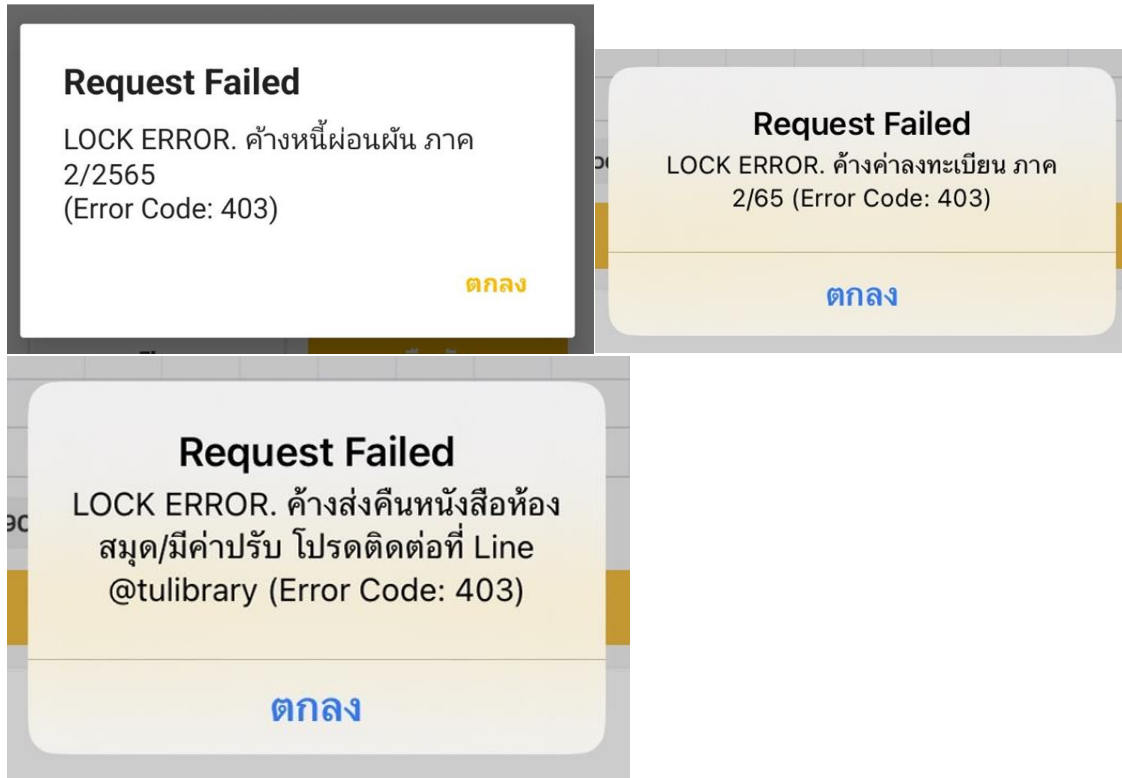 Request Failed
LOCK ERROR. ค้างหนี้ผ่อนผัน ภาค
2/2565
(Error Code: 403)
ตกลง
Request Failed
LOCK ERROR. ค้างค่าลงทะเบียน ภาค
2/65 (Error Code: 403)
ตกลง
Request Failed
LOCK ERROR. ค้างส่งคืนหนังสือห้อง
สมุด/มีค่าปรับ โปรดติดต่อที่ Line
@tulibrary (Error Code: 403)
ตกลง